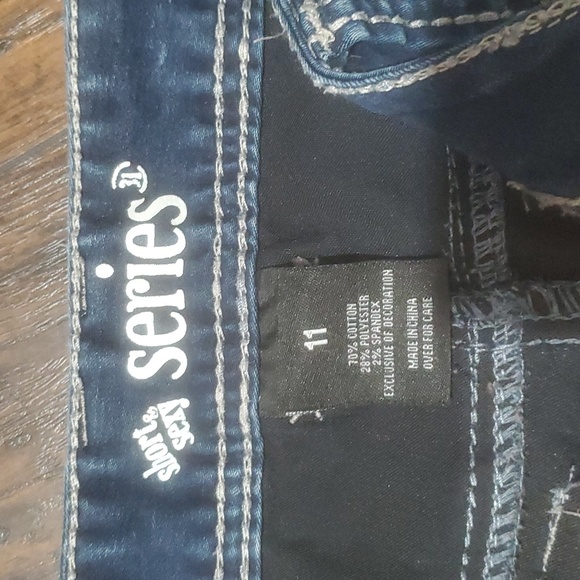 short &
sexy
series
11
70% COTTON
28% POLYESTER
2% SPANDEX
EXCLUSIVE OF DECORATION
MADE IN CHINA
OVER FOR CARE